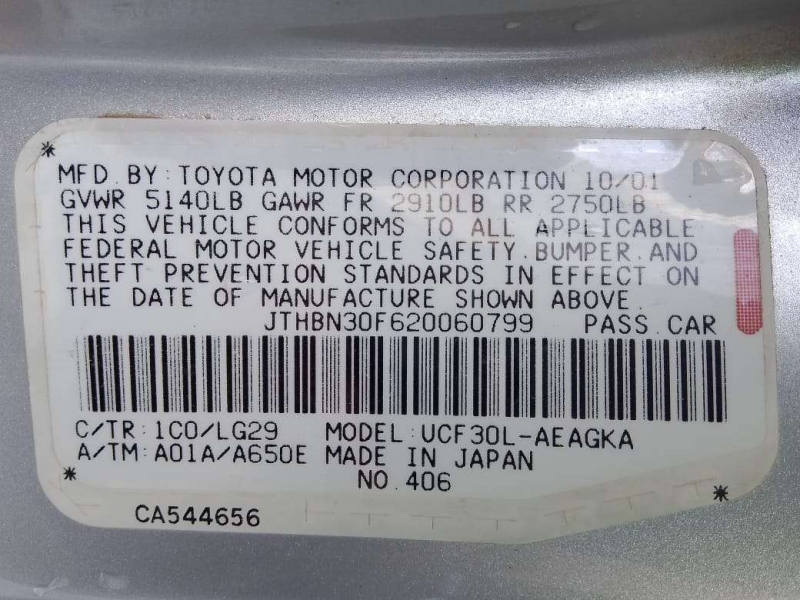 MFD. BY: TOYOTA MOTOR CORPORATION 10/01
GVWR 5140LB GAWR FR 2910LB RR 2750LB
THIS VEHICLE CONFORMS TO ALL APPLICABLE
FEDERAL MOTOR VEHICLE SAFETY, BUMPER, AND
THEFT PREVENTION STANDARDS IN EFFECT ON
THE DATE OF MANUFACTURE SHOWN ABOVE.
JTHBN30F620060799 PASS. CAR
C/TR: 1C0/LG29 MODEL: UCF30L-AEAGKA
A/TM: A01A/A650E MADE IN JAPAN
NO. 406
CA544656